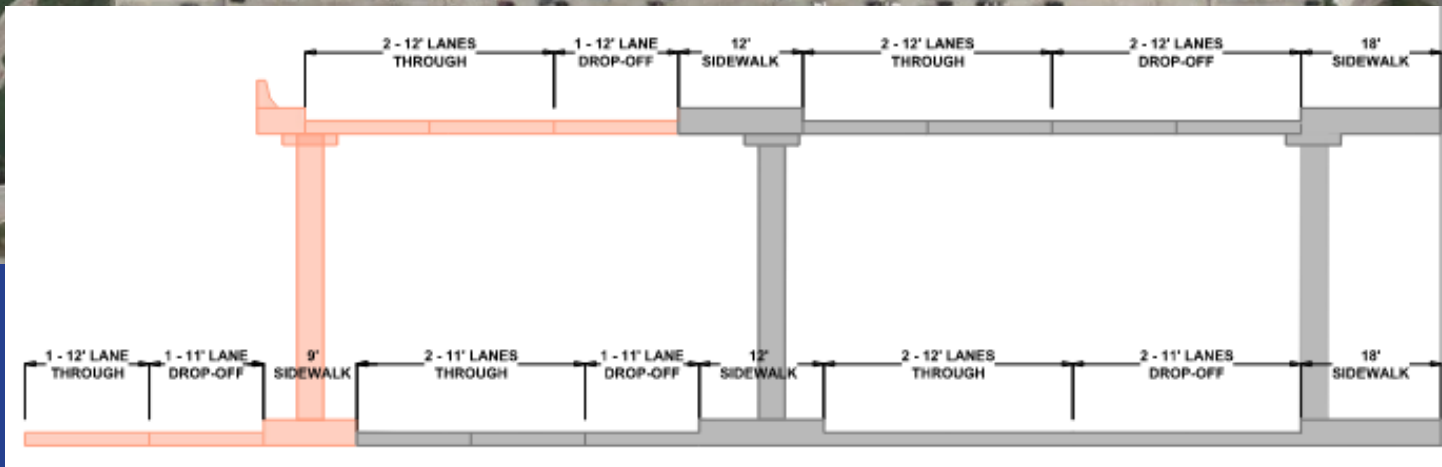 2 - 12' LANES
THROUGH
1 - 12' LANE
DROP-OFF
12'
SIDEWALK
2 - 12' LANES
THROUGH
2 - 12' LANES
DROP-OFF
18'
SIDEWALK
1 - 12' LANE
THROUGH
1 - 11' LANE
DROP-OFF
9'
SIDEWALK
2 - 11' LANES
THROUGH
1 - 11' LANE
DROP-OFF
12'
SIDEWALK
2 - 12' LANES
THROUGH
2 - 11' LANES
DROP-OFF
18'
SIDEWALK